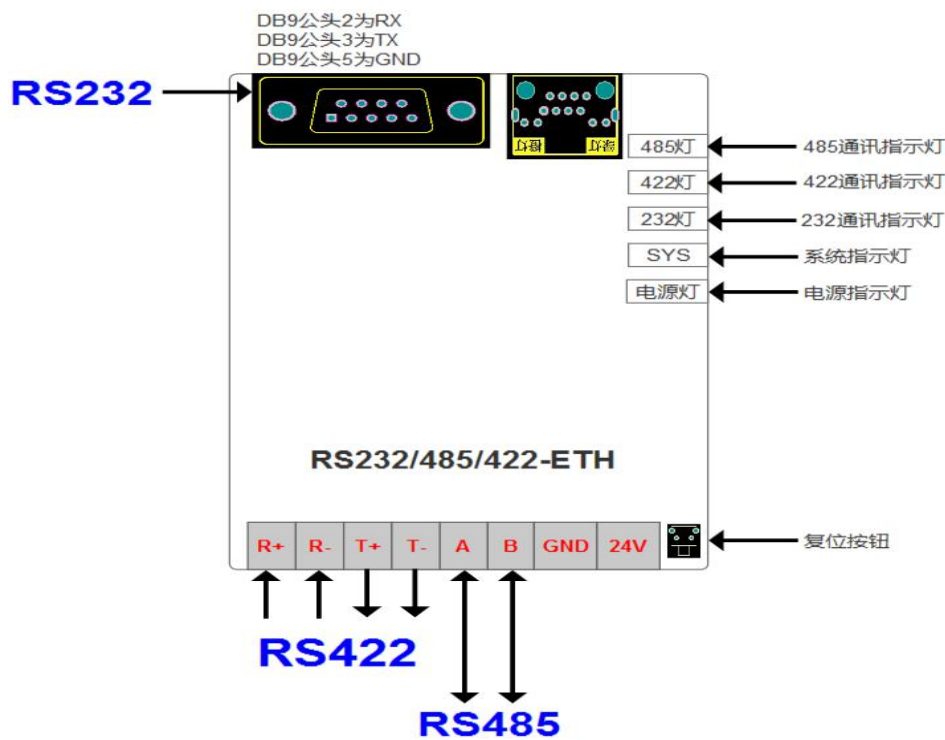 DB9公头2为RX
DB9公头3为TX
DB9公头5为GND
RS232
橙灯
绿灯
485灯
485通讯指示灯
422灯
422通讯指示灯
232灯
232通讯指示灯
SYS
系统指示灯
电源灯
电源指示灯
RS232/485/422-ETH
R+
R-
T+
T-
A
B
GND
24V
复位按钮
RS422
RS485